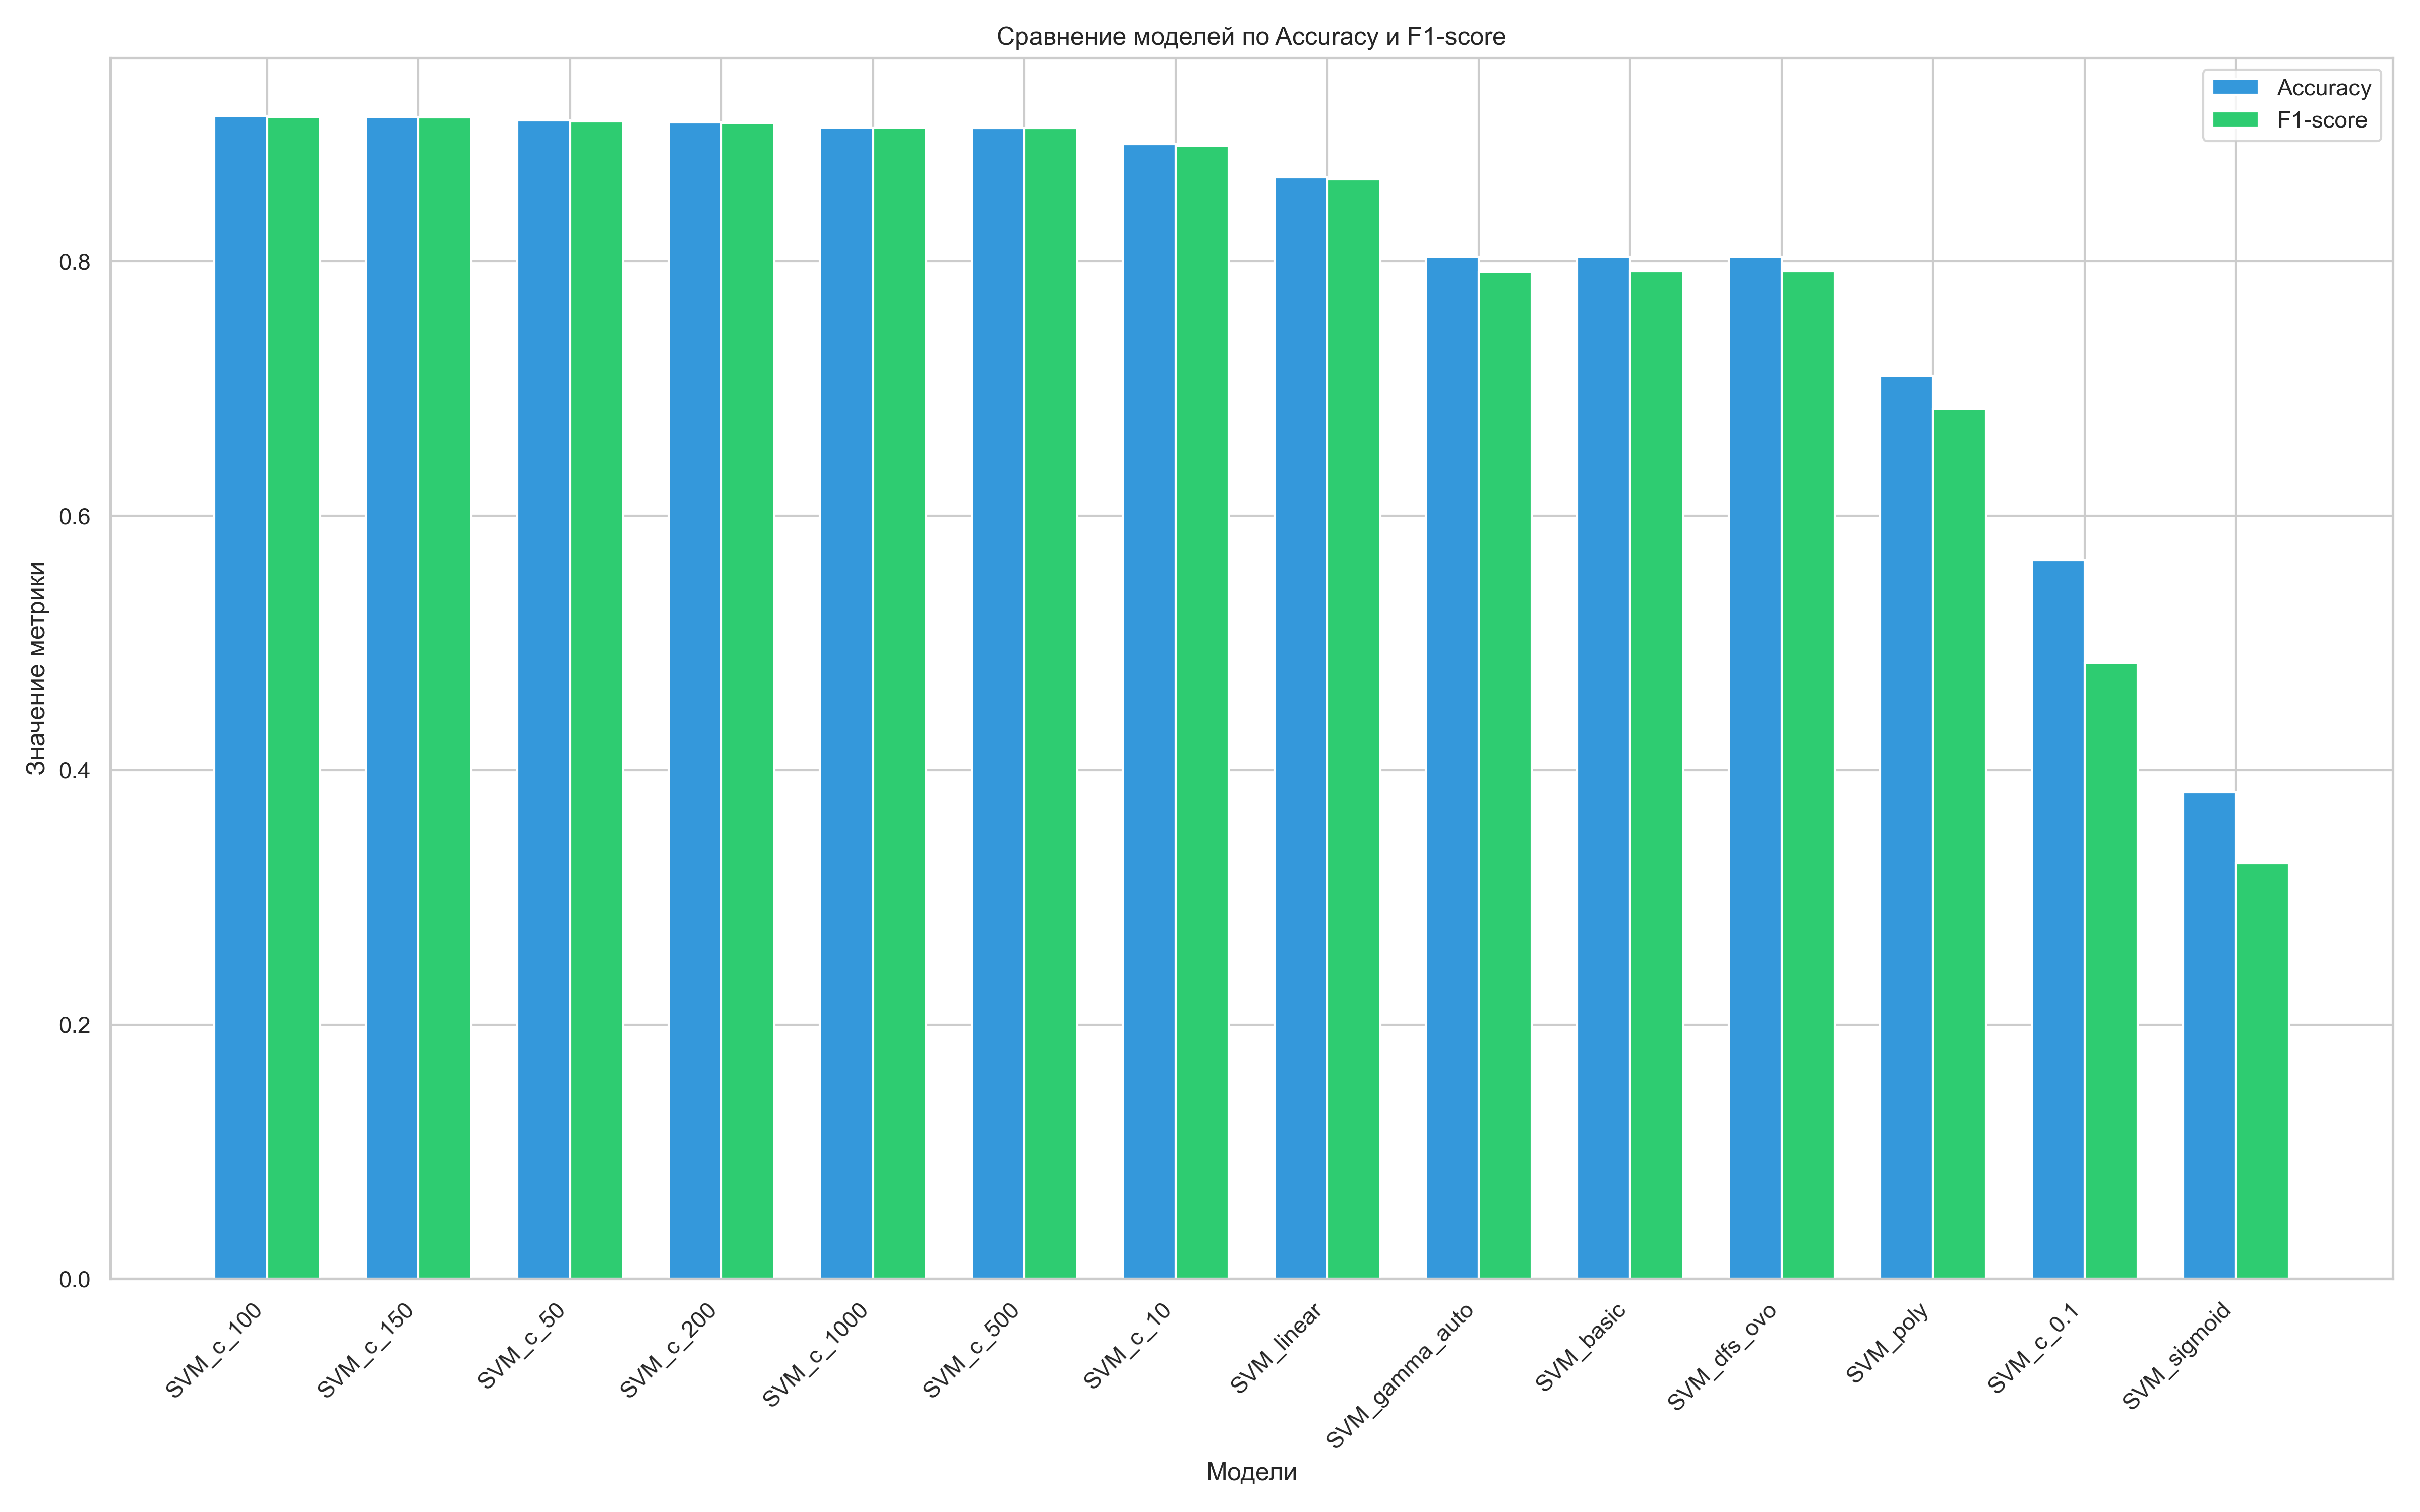 Сравнение моделей по Accuracy и F1-score
Accuracy
F1-score
Значение метрики
0.8
0.6
0.4
0.2
0.0
SVM_c_100
SVM_c_150
SVM_c_50
SVM_c_200
SVM_c_1000
SVM_c_500
SVM_c_10
SVM_linear
SVM_gamma_auto
SVM_basic
SVM_dfs_ovo
SVM_poly
SVM_c_0.1
SVM_sigmoid
Модели